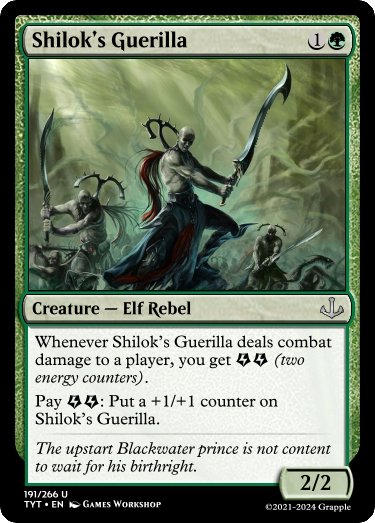 Shilok's Guerilla 1
Creature — Elf Rebel
Whenever Shilok's Guerilla deals combat
damage to a player, you get (two
energy counters).
Pay : Put a +1/+1 counter on
Shilok's Guerilla.
The upstart Blackwater prince is not content
to wait for his birthright.
2/2
191/266 U
TYT • EN Games Workshop
©2021-2024 Grapple